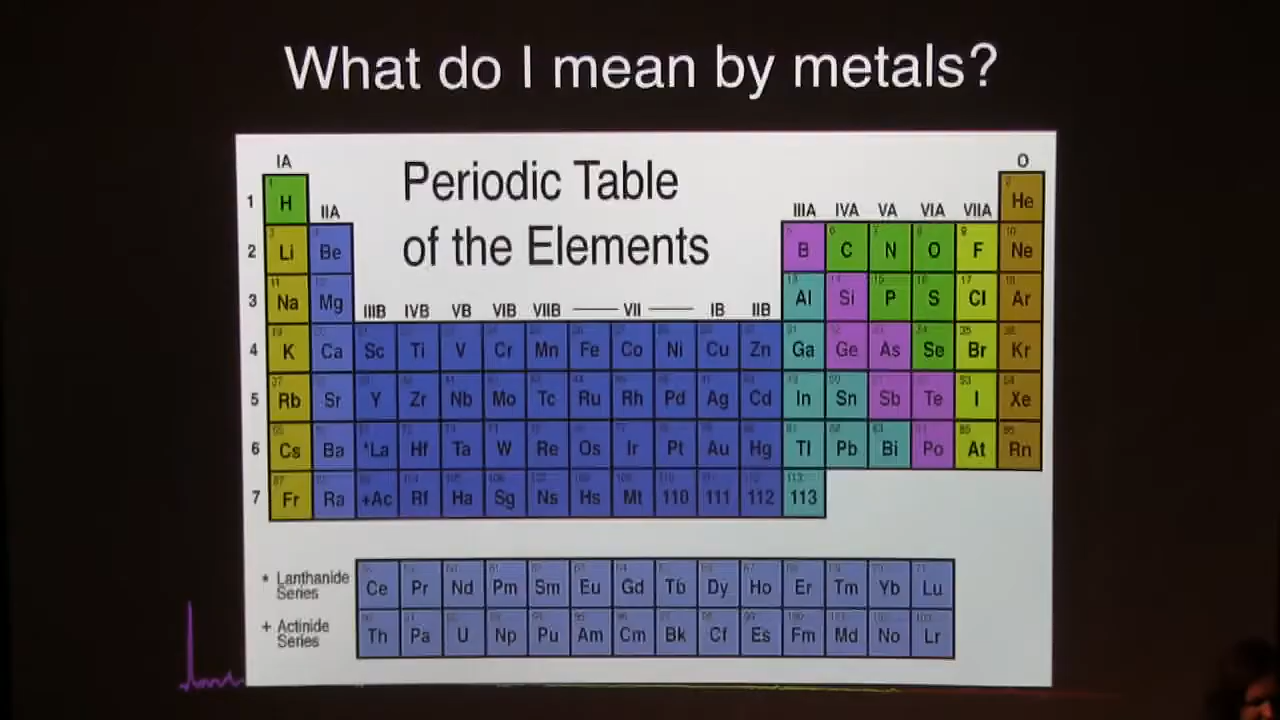 What do I mean by metals?
Periodic Table
of the Elements
IA O
IIA IIIA IVA VA VIA VIIA
IIIB IVB VB VIB VIIB VII IB IIB
1 H He
2 Li Be B C N O F Ne
3 Na Mg Al Si P S Cl Ar
4 K Ca Sc Ti V Cr Mn Fe Co Ni Cu Zn Ga Ge As Se Br Kr
5 Rb Sr Y Zr Nb Mo Tc Ru Rh Pd Ag Cd In Sn Sb Te I Xe
6 Cs Ba *La Hf Ta W Re Os Ir Pt Au Hg Tl Pb Bi Po At Rn
7 Fr Ra +Ac Rf Ha Sg Ns Hs Mt 110 111 112 113
* Lanthanide
Series
Ce Pr Nd Pm Sm Eu Gd Tb Dy Ho Er Tm Yb Lu
+ Actinide
Series
Th Pa U Np Pu Am Cm Bk Cf Es Fm Md No Lr